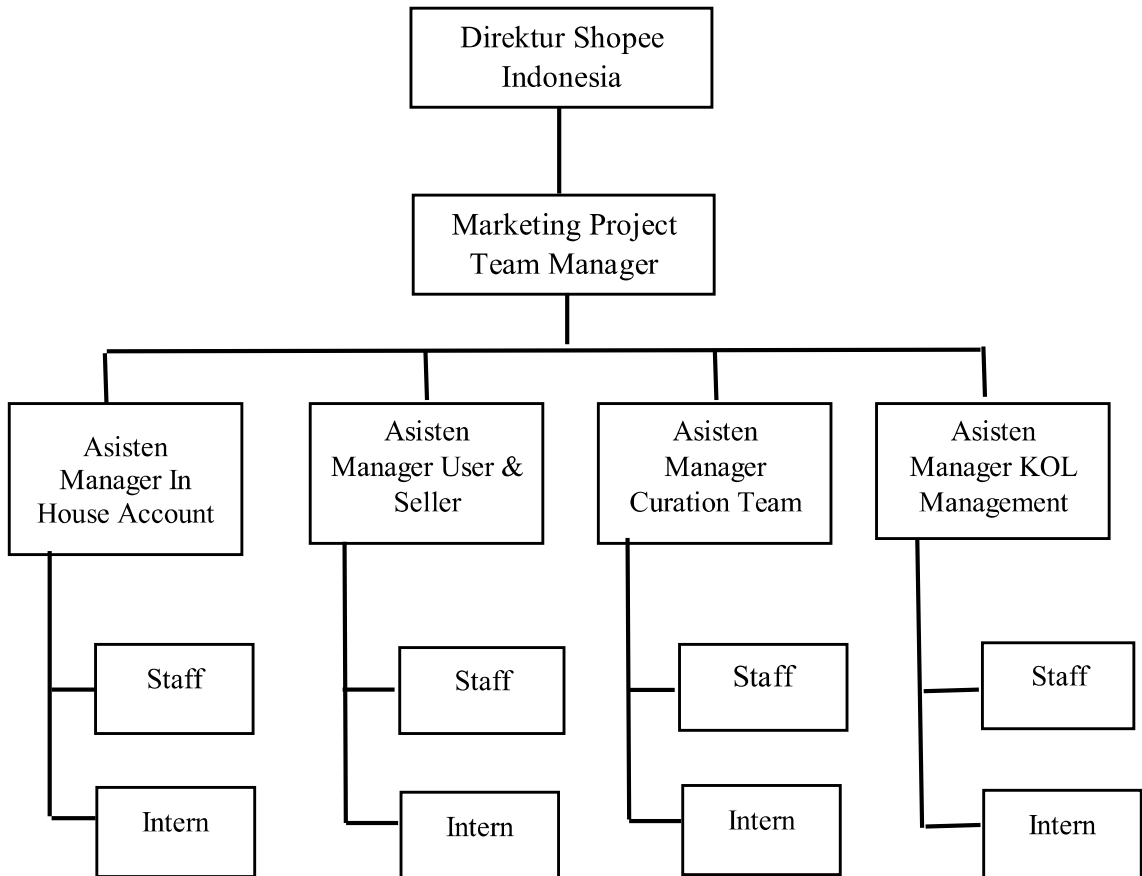 Direktur Shopee
Indonesia
Marketing Project
Team Manager
Asisten
Manager In
House Account
Asisten
Manager User &
Seller
Asisten
Manager
Curation Team
Asisten
Manager KOL
Management
Staff
Staff
Staff
Staff
Intern
Intern
Intern
Intern